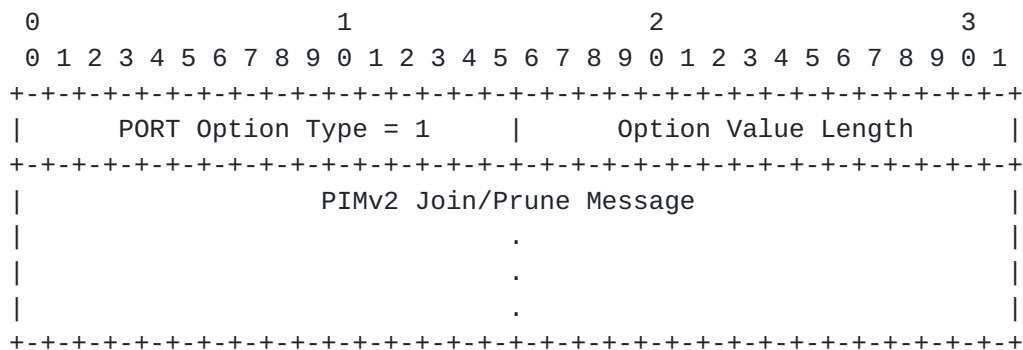 0                   1                   2                   3
 0 1 2 3 4 5 6 7 8 9 0 1 2 3 4 5 6 7 8 9 0 1 2 3 4 5 6 7 8 9 0 1
+-+-+-+-+-+-+-+-+-+-+-+-+-+-+-+-+-+-+-+-+-+-+-+-+-+-+-+-+-+-+-+-+
|      PORT Option Type = 1     |      Option Value Length      |
+-+-+-+-+-+-+-+-+-+-+-+-+-+-+-+-+-+-+-+-+-+-+-+-+-+-+-+-+-+-+-+-+
|                   PIMv2 Join/Prune Message                    |
|                               .                               |
|                               .                               |
|                               .                               |
+-+-+-+-+-+-+-+-+-+-+-+-+-+-+-+-+-+-+-+-+-+-+-+-+-+-+-+-+-+-+-+-+